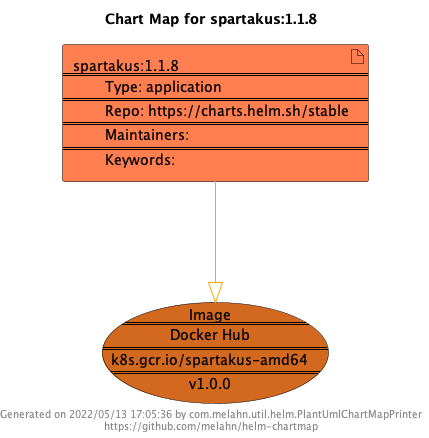 Chart Map for spartakus:1.1.8
spartakus:1.1.8
Type: application
Repo: https://charts.helm.sh/stable
Maintainers:
Keywords:
Image
Docker Hub
k8s.gcr.io/spartakus-amd64
v1.0.0
Generated on 2022/05/13 17:05:36 by com.melahn.util.helm.PlantUmlChartMapPrinter
https://github.com/melahn/helm-chartmap